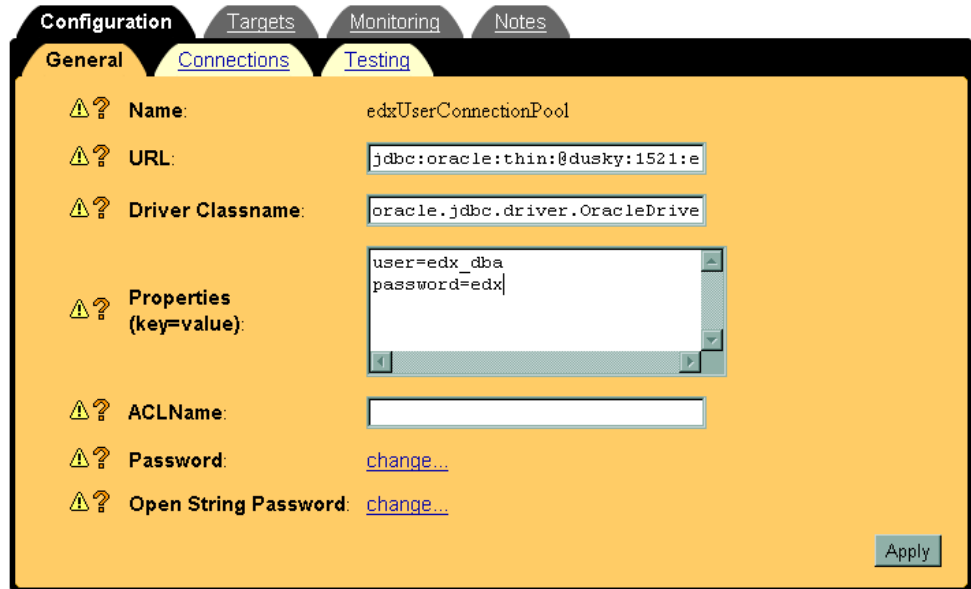 Configuration Targets Monitoring Notes
General Connections Testing
Name: edxUserConnectionPool
URL: jdbc:oracle:thin:@dusky:1521:e
Driver Classname: oracle.jdbc.driver.OracleDrive
user=edx_dba
password=edx
Properties
(key=value):
ACLName:
Password: change...
Open String Password: change...
Apply